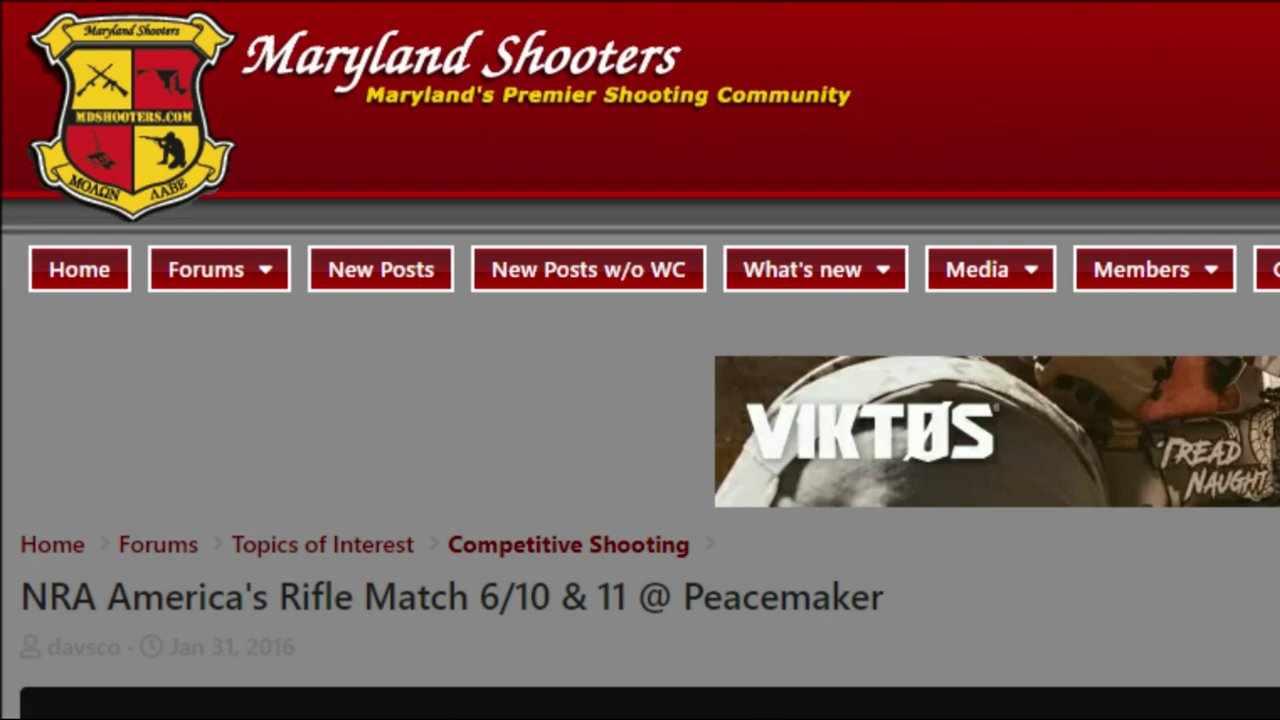 Maryland Shooters
MDSHOOTERS.COM
ΜΟΛΩΝ ΛΑΒΕ
Maryland Shooters
Maryland's Premier Shooting Community
Home
Forums
New Posts
New Posts w/o WC
What's new
Media
Members
VIKTØS
TREAD
NAUGHT
Home > Forums > Topics of Interest > Competitive Shooting >
NRA America's Rifle Match 6/10 & 11 @ Peacemaker
davsco · Jan 31, 2016